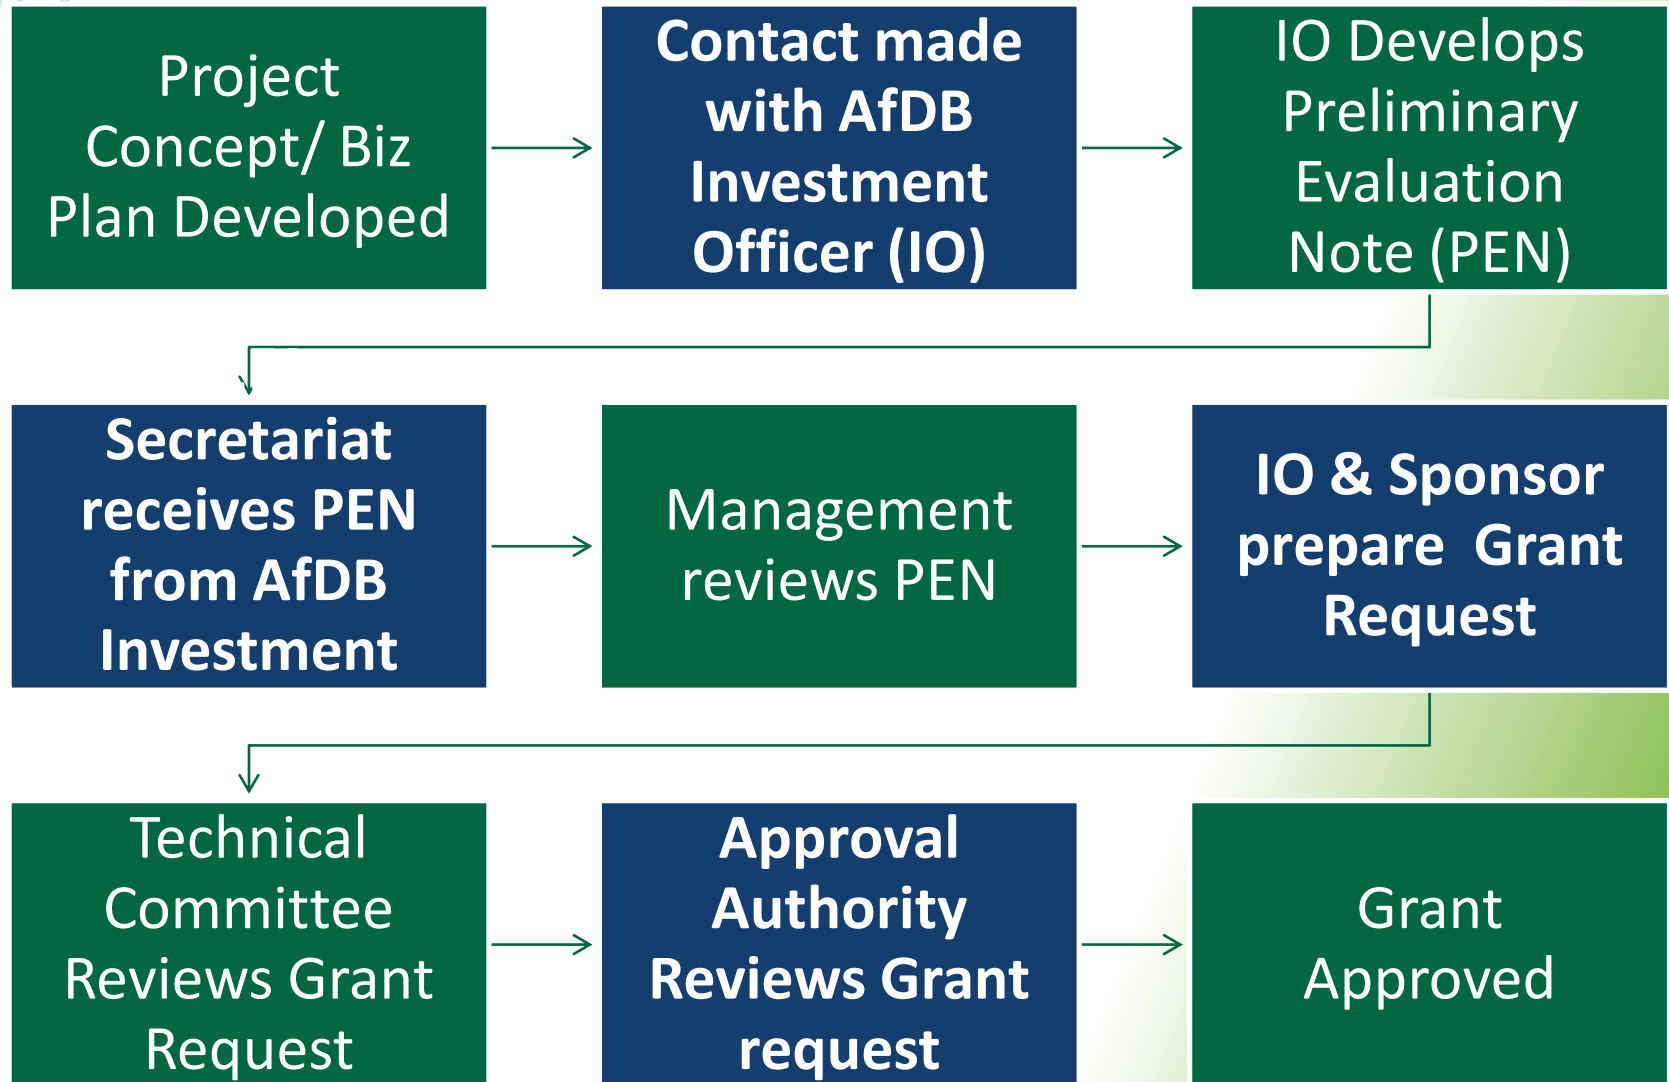 Project
Concept/ Biz
Plan Developed
Contact made
with AfDB
Investment
Officer (IO)
IO Develops
Preliminary
Evaluation
Note (PEN)
Secretariat
receives PEN
from AfDB
Investment
Management
reviews PEN
IO & Sponsor
prepare Grant
Request
Technical
Committee
Reviews Grant
Request
Approval
Authority
Reviews Grant
request
Grant
Approved